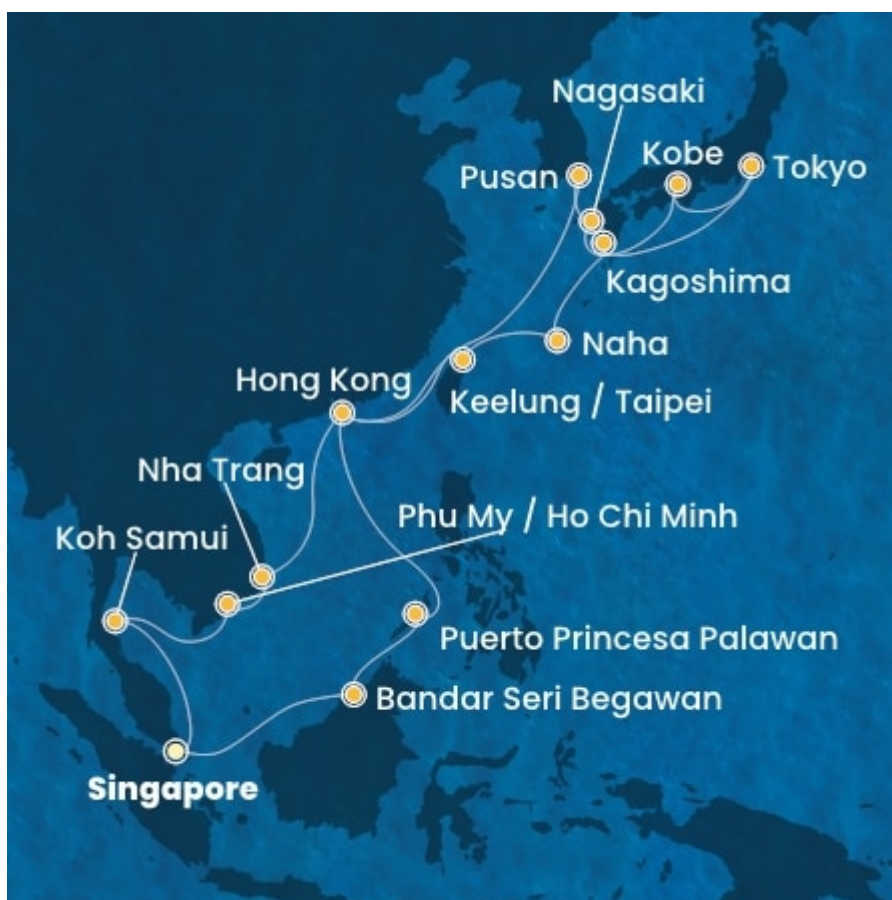 Nagasaki
Kobe
Pusan
Tokyo
Kagoshima
Naha
Hong Kong
Keelung / Taipei
Nha Trang
Phu My / Ho Chi Minh
Koh Samui
Puerto Princesa Palawan
Bandar Seri Begawan
Singapore